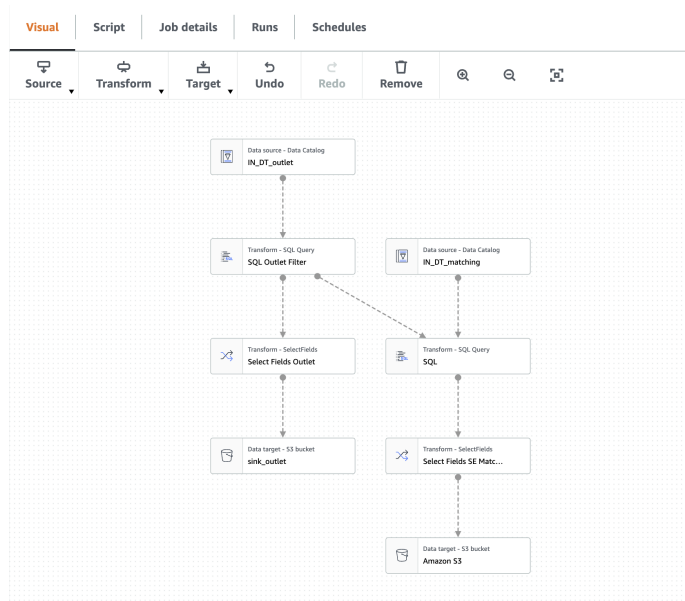 Visual Script Job details Runs Schedules
Source Transform Target Undo Redo Remove
Data source - Data Catalog
IN_DT_outlet
Transform - SQL Query
SQL Outlet Filter
Data source - Data Catalog
IN_DT_matching
Transform - SelectFields
Select Fields Outlet
Transform - SQL Query
SQL
Data target - S3 bucket
sink_outlet
Transform - SelectFields
Select Fields SE Matc...
Data target - S3 bucket
Amazon S3